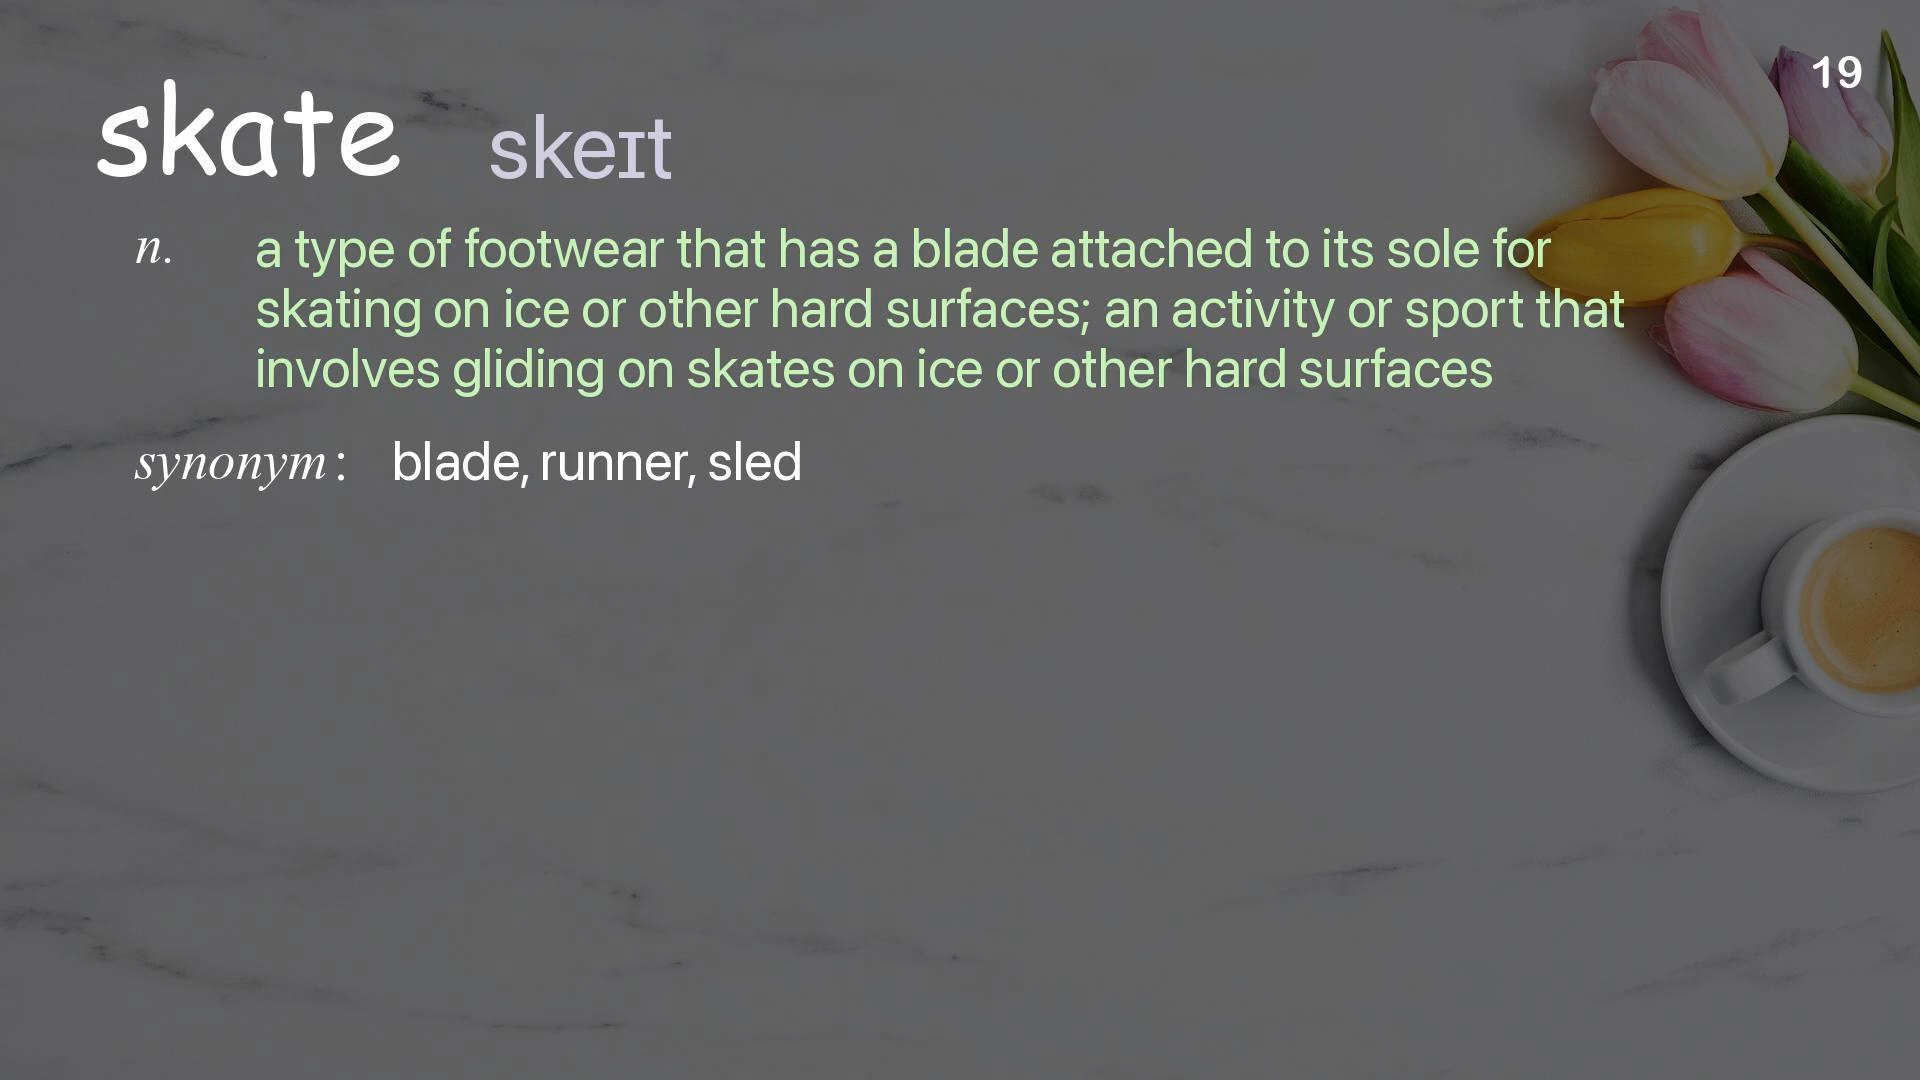 19
skate skeɪt
n. a type of footwear that has a blade attached to its sole for
skating on ice or other hard surfaces; an activity or sport that
involves gliding on skates on ice or other hard surfaces
synonym: blade, runner, sled